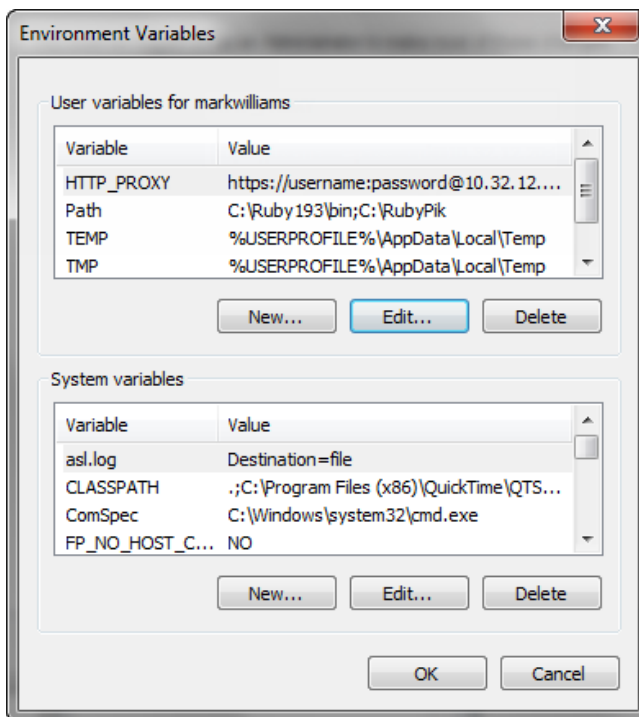 Environment Variables
User variables for markwilliams
Variable Value
HTTP_PROXY https://username:password@10.32.12....
Path C:\Ruby193\bin;C:\RubyPik
TEMP %USERPROFILE%\AppData\Local\Temp
TMP %USERPROFILE%\AppData\Local\Temp
New... Edit... Delete
System variables
Variable Value
asl.log Destination=file
CLASSPATH .;C:\Program Files (x86)\QuickTime\QTS...
ComSpec C:\Windows\system32\cmd.exe
FP_NO_HOST_C... NO
New... Edit... Delete
OK Cancel